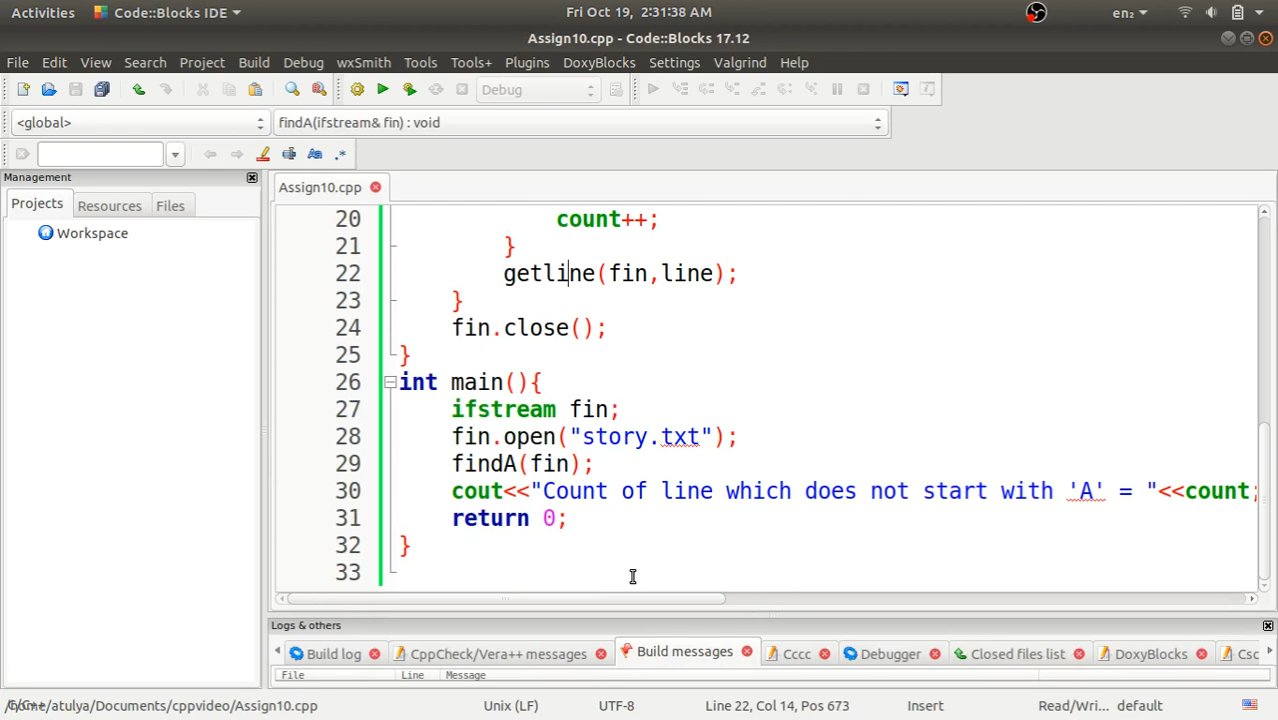 Activities Code::Blocks IDE Fri Oct 19, 2:31:38 AM en₂
Assign10.cpp - Code::Blocks 17.12
File Edit View Search Project Build Debug wxSmith Tools Tools+ Plugins DoxyBlocks Settings Valgrind Help
Debug
<global> findA(ifstream& fin) : void
Management
Projects Resources Files
Workspace
Assign10.cpp
20 count++;
21 }
22 getline(fin,line);
23 }
24 fin.close();
25 }
26 int main(){
27 ifstream fin;
28 fin.open("story.txt");
29 findA(fin);
30 cout<<"Count of line which does not start with 'A' = "<<count;
31 return 0;
32 }
33
Logs & others
Build log CppCheck/Vera++ messages Build messages Cccc Debugger Closed files list DoxyBlocks Csc
File Line Message
/home/atulya/Documents/cppvideo/Assign10.cpp Unix (LF) UTF-8 Line 22, Col 14, Pos 673 Insert Read/Wri... default